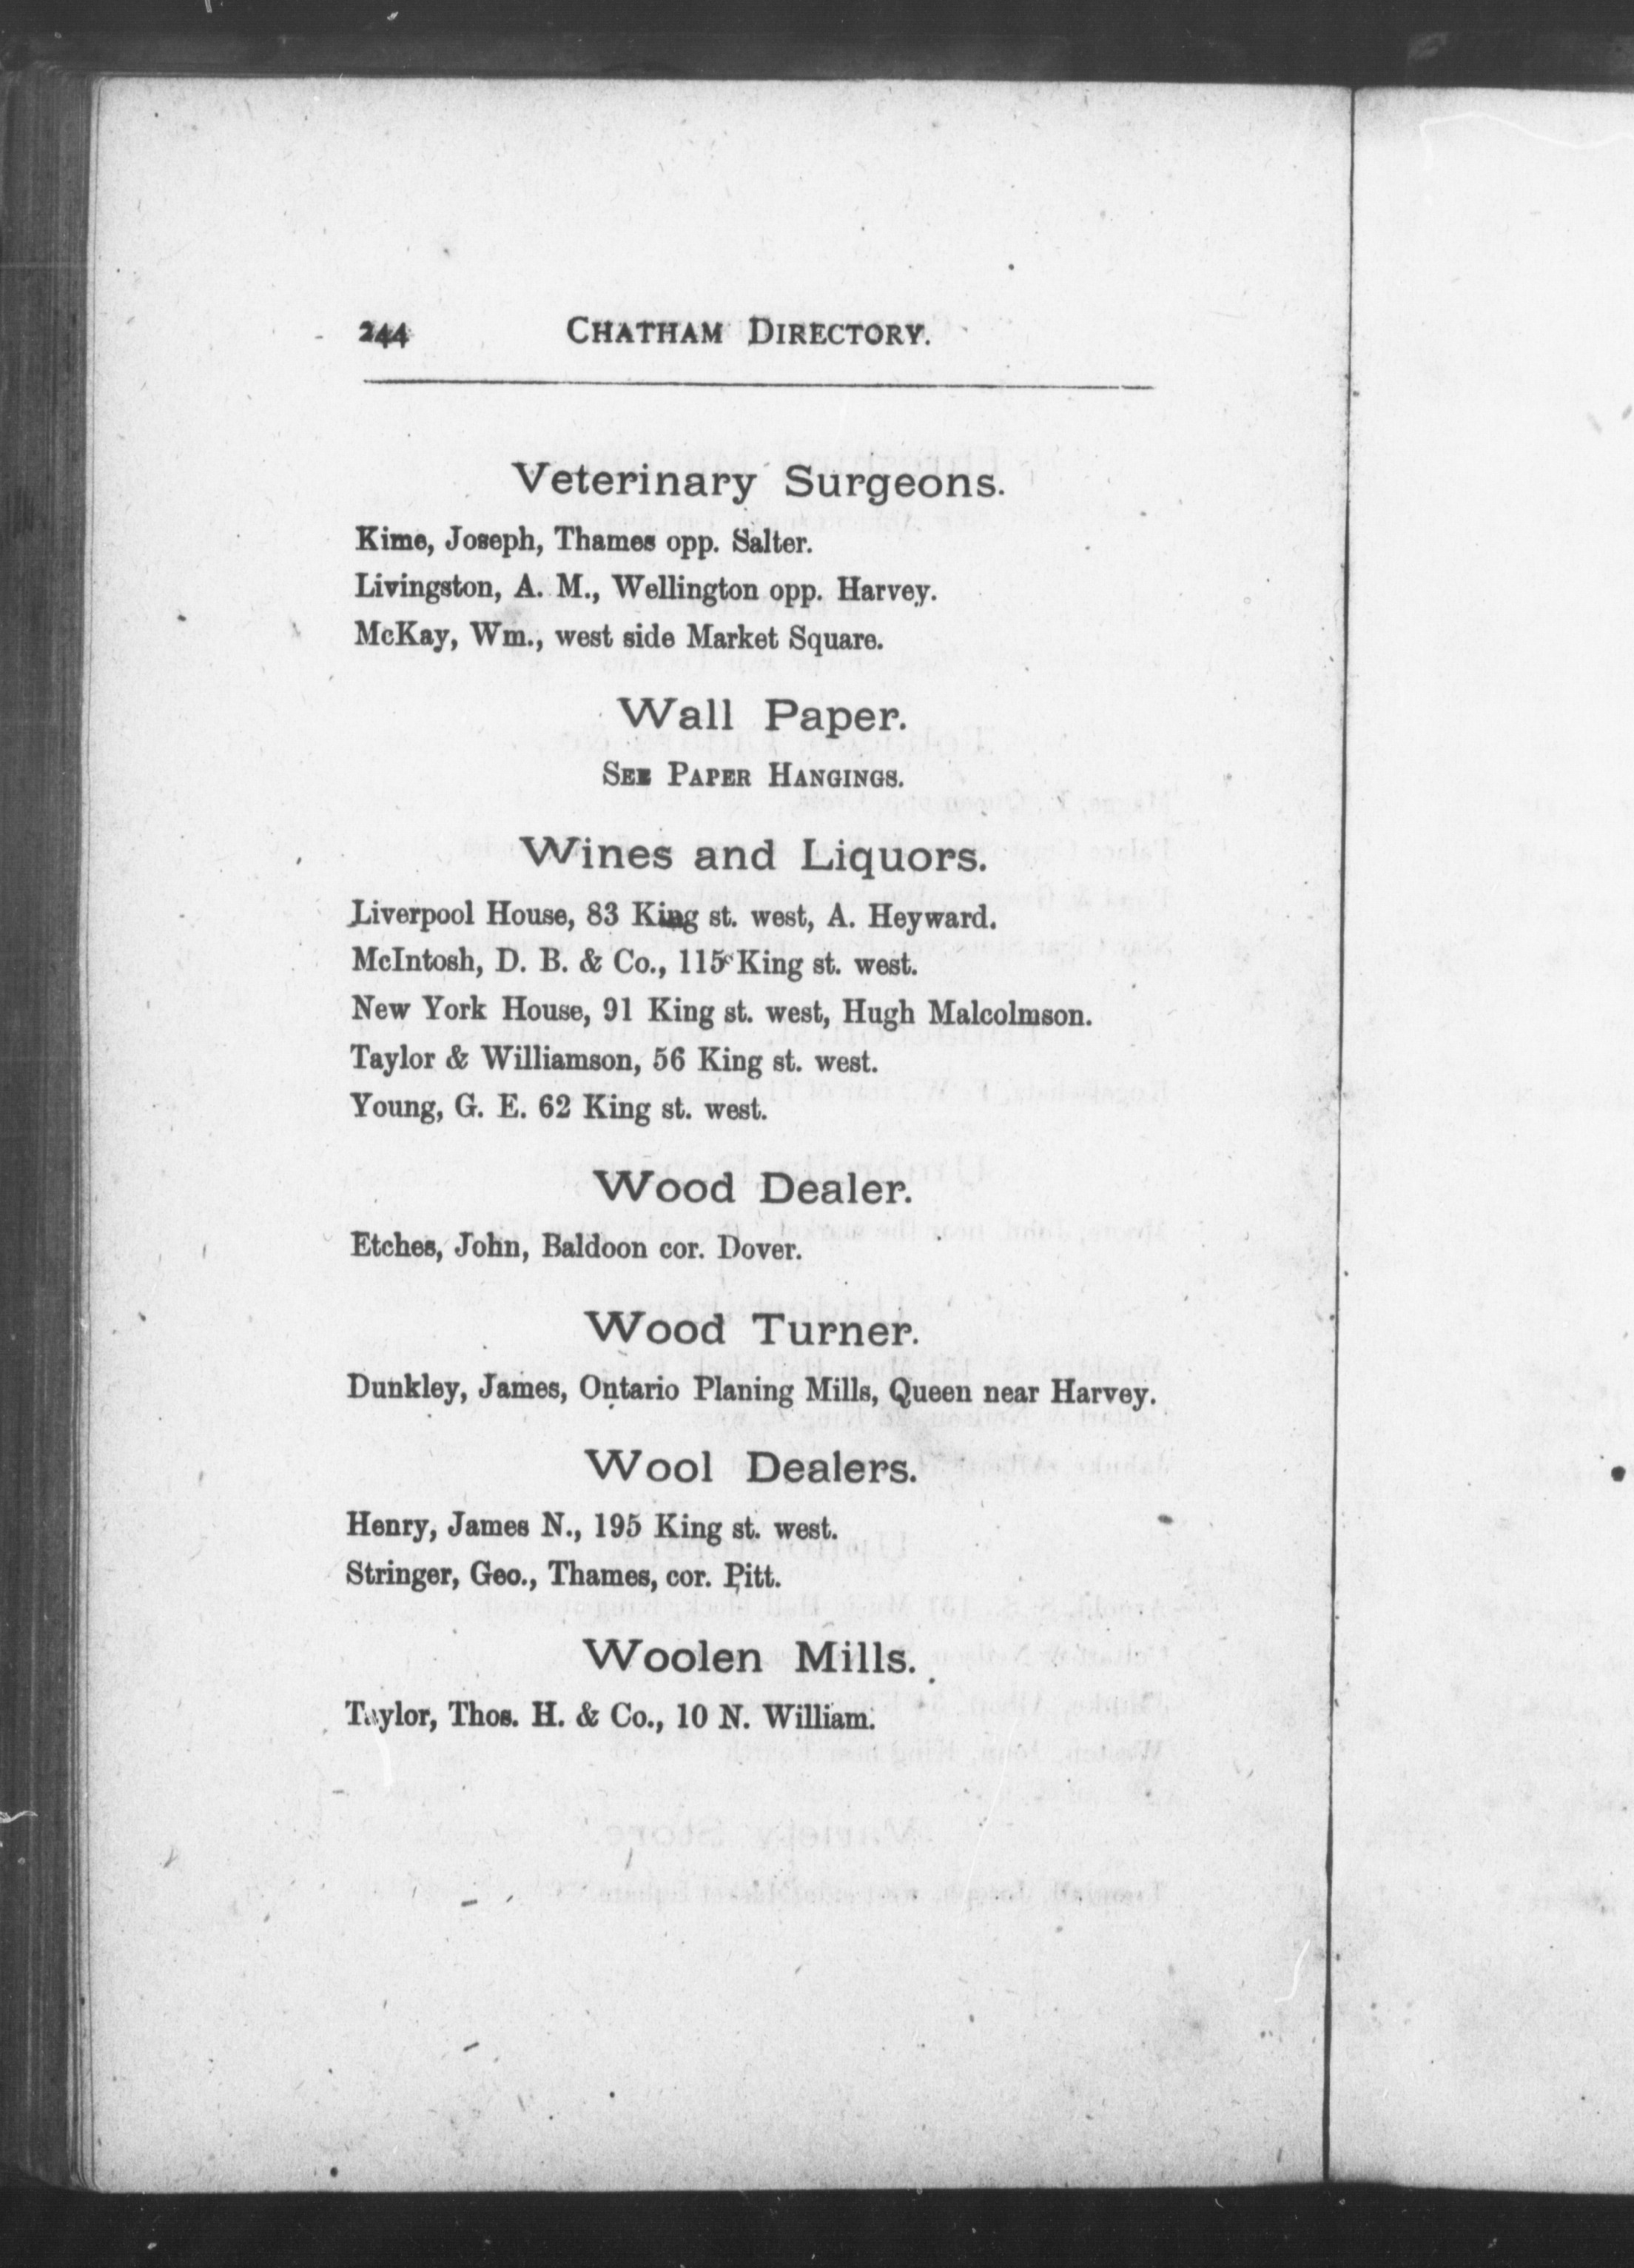 244 CHATHAM DIRECTORY.
Veterinary Surgeons.
Kime, Joseph, Thames opp. Salter.
Livingston, A. M., Wellington opp. Harvey.
McKay, Wm., west side Market Square.
Wall Paper.
SEE PAPER HANGINGS.
Wines and Liquors.
Liverpool House, 83 King st. west, A. Heyward.
McIntosh, D. B. & Co., 115 King st. west.
New York House, 91 King st. west, Hugh Malcolmson.
Taylor & Williamson, 56 King st. west.
Young, G. E. 62 King st. west.
Wood Dealer.
Etches, John, Baldoon cor. Dover.
Wood Turner.
Dunkley, James, Ontario Planing Mills, Queen near Harvey.
Wool Dealers.
Henry, James N., 195 King st. west.
Stringer, Geo., Thames, cor. Pitt.
Woolen Mills.
Taylor, Thos. H. & Co., 10 N. William.